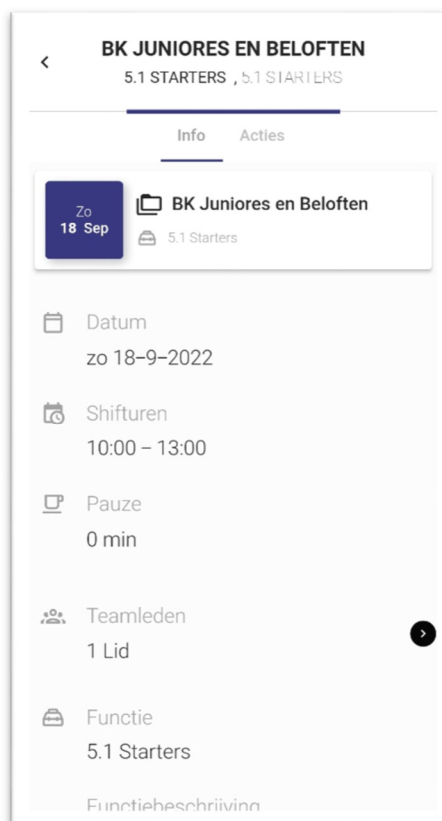 BK JUNIORES EN BELOFTEN
5.1 STARTERS , 5.1 STARTERS
Info Acties
Zo
18 Sep
BK Juniores en Beloften
5.1 Starters
Datum
zo 18-9-2022
Shifturen
10:00 – 13:00
Pauze
0 min
Teamleden
1 Lid
Functie
5.1 Starters
Functiebeschrijving